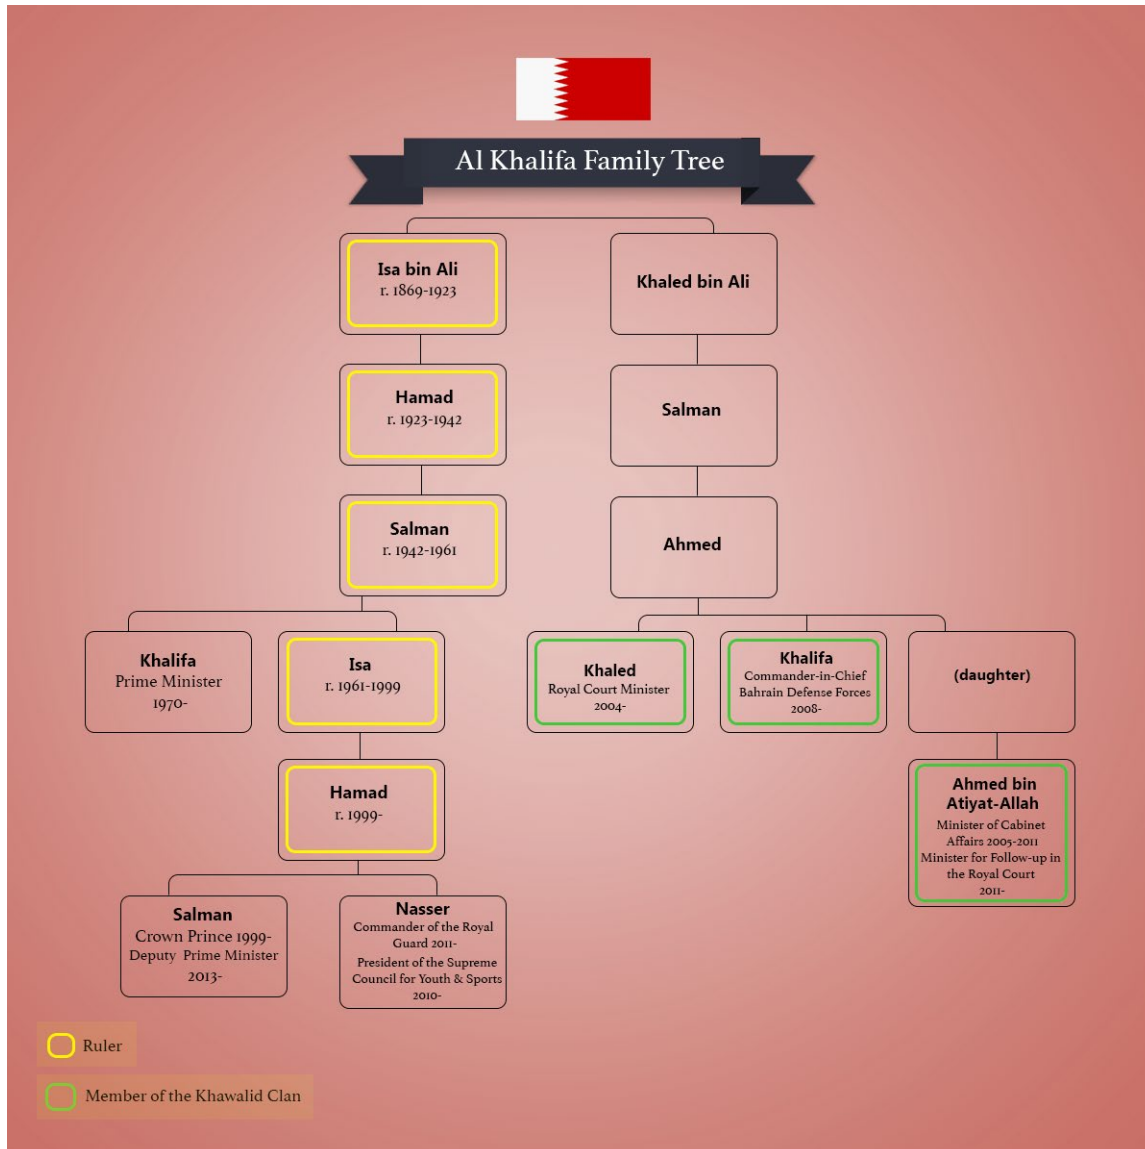 Al Khalifa Family Tree
Isa bin Ali
r. 1869-1923
Khaled bin Ali
Hamad
r. 1923-1942
Salman
Salman
r. 1942-1961
Ahmed
Khalifa
Prime Minister
1970-
Isa
r. 1961-1999
Khaled
Royal Court Minister
2004-
Khalifa
Commander-in-Chief
Bahrain Defense Forces
2008-
(daughter)
Hamad
r. 1999-
Ahmed bin
Atiyat-Allah
Minister of Cabinet
Affairs 2005-2011
Minister for Follow-up in
the Royal Court
2011-
Salman
Crown Prince 1999-
Deputy Prime Minister
2013-
Nasser
Commander of the Royal
Guard 2011-
President of the Supreme
Council for Youth & Sports
2010-
Ruler
Member of the Khawalid Clan